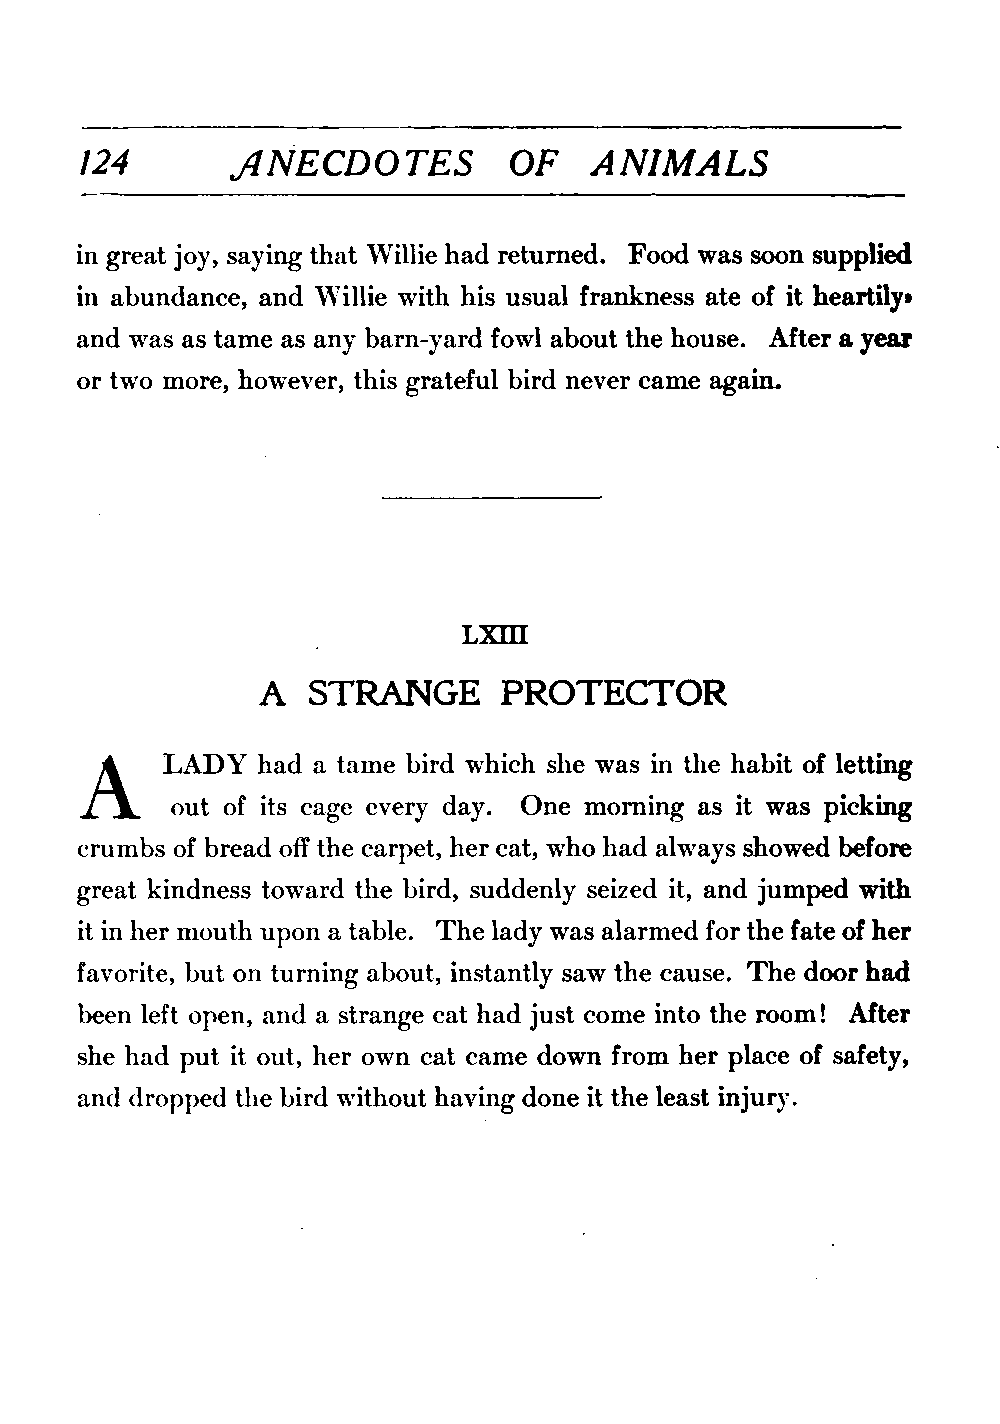 124 ANECDOTES OF ANIMALS
in great joy, saying that Willie had returned. Food was soon supplied
in abundance, and Willie with his usual frankness ate of it heartily,
and was as tame as any barn-yard fowl about the house. After a year
or two more, however, this grateful bird never came again.
LXIII
A STRANGE PROTECTOR
A LADY had a tame bird which she was in the habit of letting
out of its cage every day. One morning as it was picking
crumbs of bread off the carpet, her cat, who had always showed before
great kindness toward the bird, suddenly seized it, and jumped with
it in her mouth upon a table. The lady was alarmed for the fate of her
favorite, but on turning about, instantly saw the cause. The door had
been left open, and a strange cat had just come into the room! After
she had put it out, her own cat came down from her place of safety,
and dropped the bird without having done it the least injury.